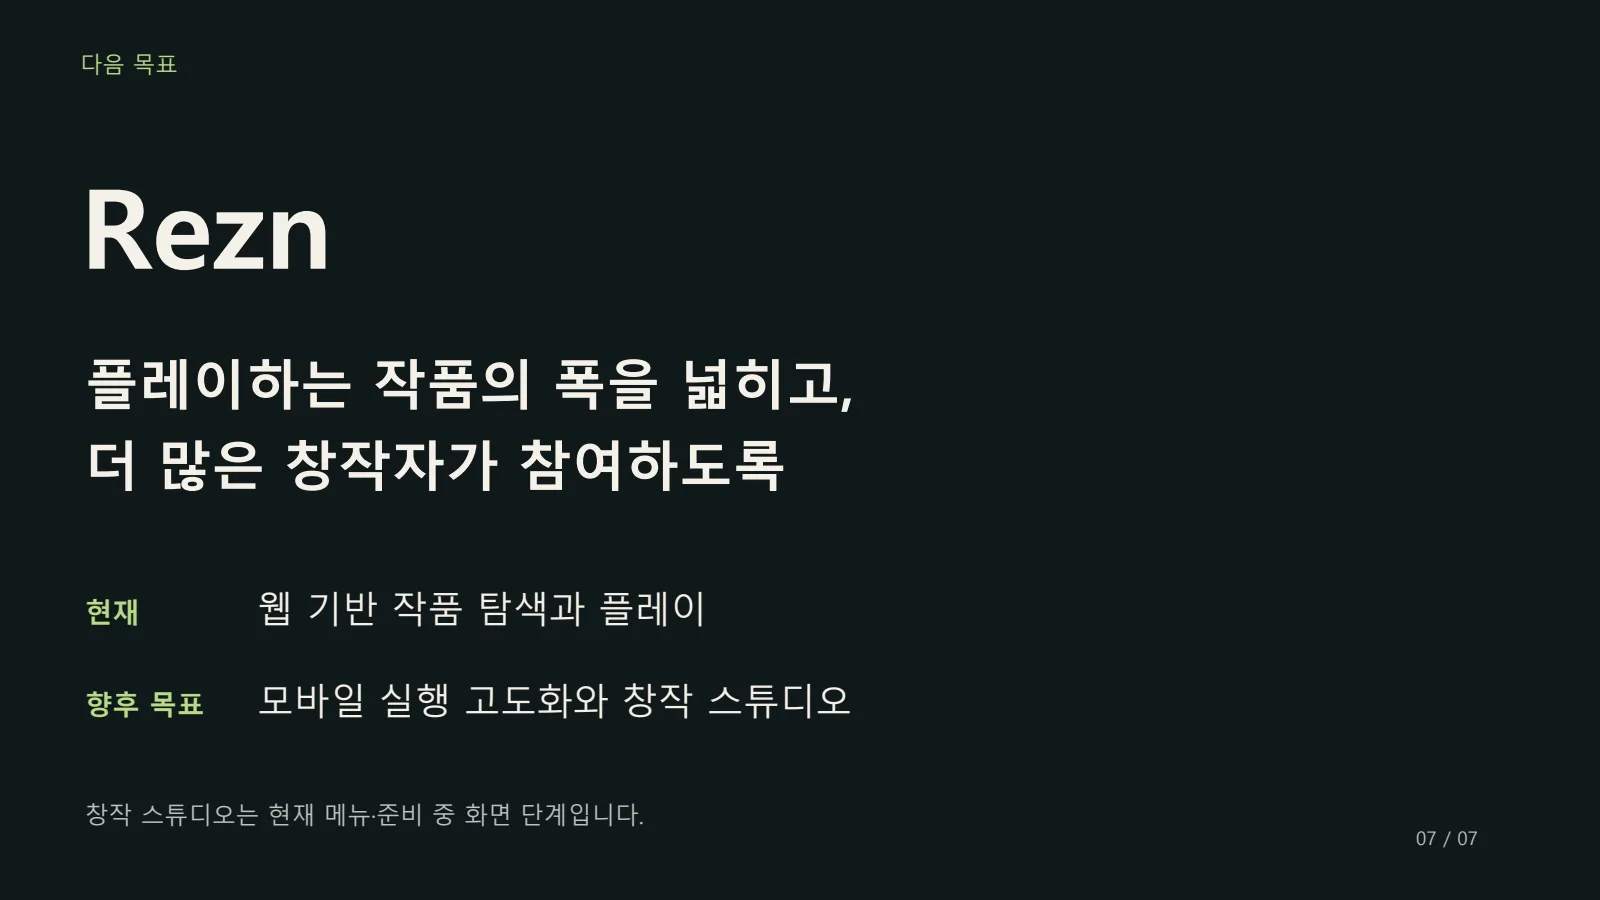 다음 목표
Rezn
플레이하는 작품의 폭을 넓히고,
더 많은 창작자가 참여하도록
현재 웹 기반 작품 탐색과 플레이
향후 목표 모바일 실행 고도화와 창작 스튜디오
창작 스튜디오는 현재 메뉴·준비 중 화면 단계입니다.
07 / 07